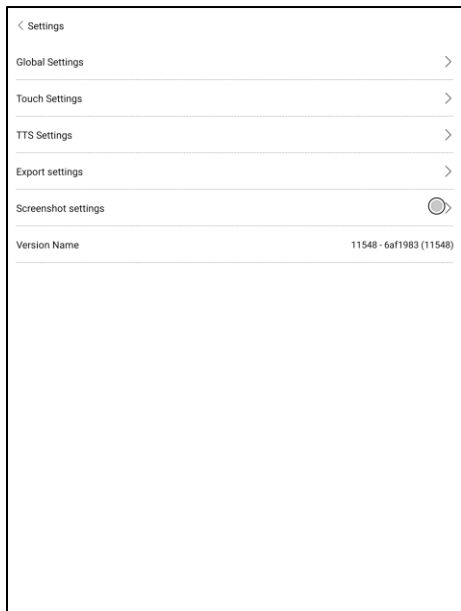 Settings
Global Settings
Touch Settings
TTS Settings
Export settings
Screenshot settings
Version Name 11548 - 6af1983 (11548)